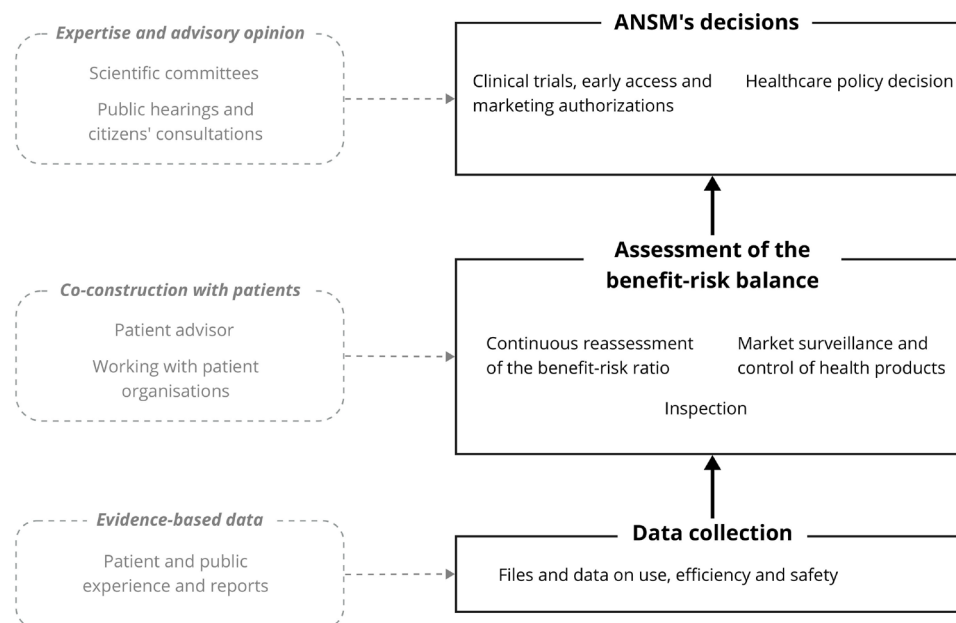 Expertise and advisory opinion
Scientific committees
Public hearings and
citizens' consultations
ANSM's decisions
Clinical trials, early access and
marketing authorizations
Healthcare policy decision
Co-construction with patients
Patient advisor
Working with patient
organisations
Assessment of the
benefit-risk balance
Continuous reassessment
of the benefit-risk ratio
Market surveillance and
control of health products
Inspection
Evidence-based data
Patient and public
experience and reports
Data collection
Files and data on use, efficiency and safety